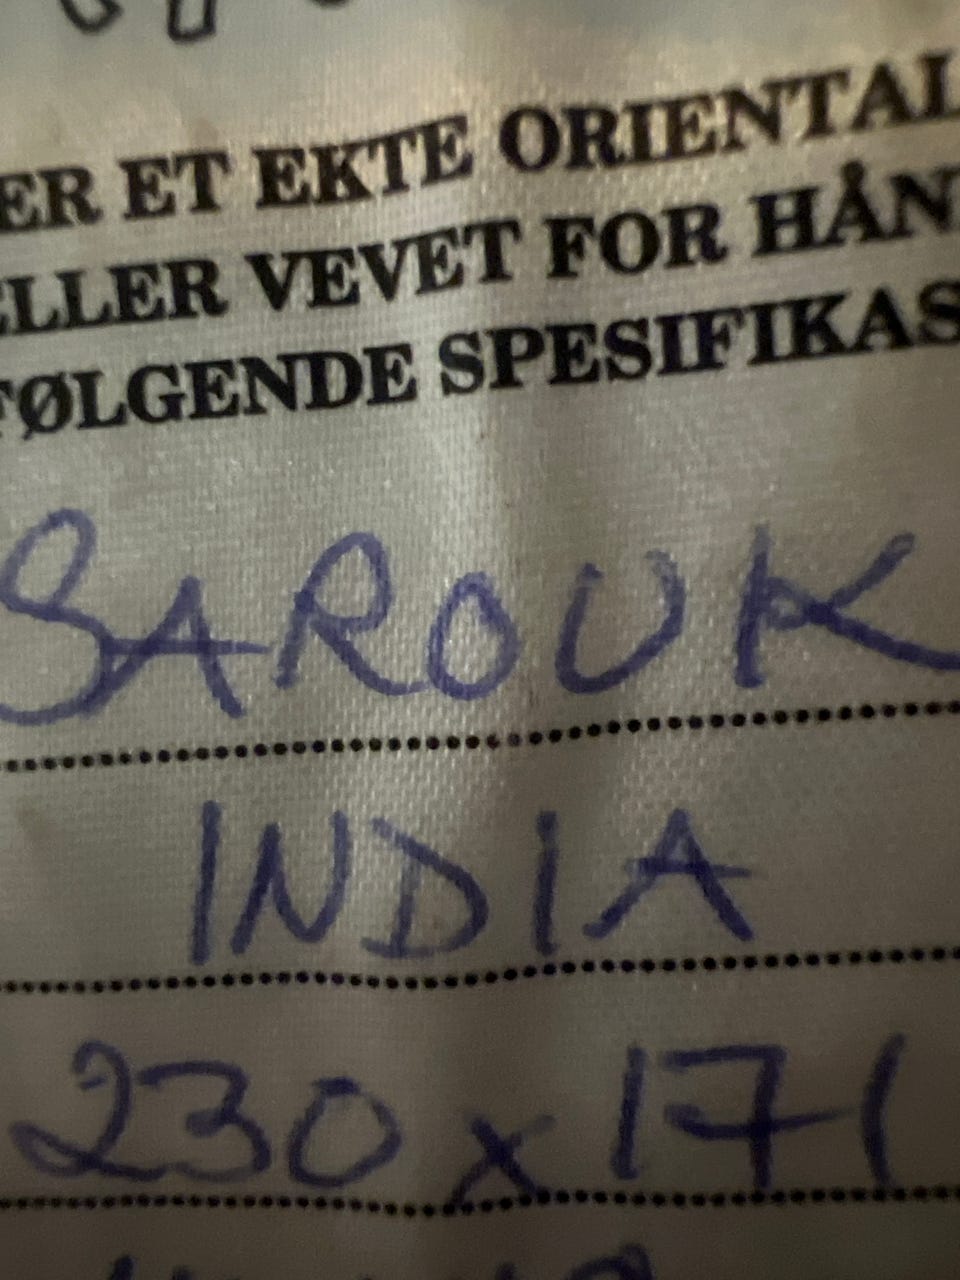 ER ET EKTE ORIENTAL
ELLER VEVET FOR HÅN
FØLGENDE SPESIFIKAS
SAROUK
INDIA
230 x 171